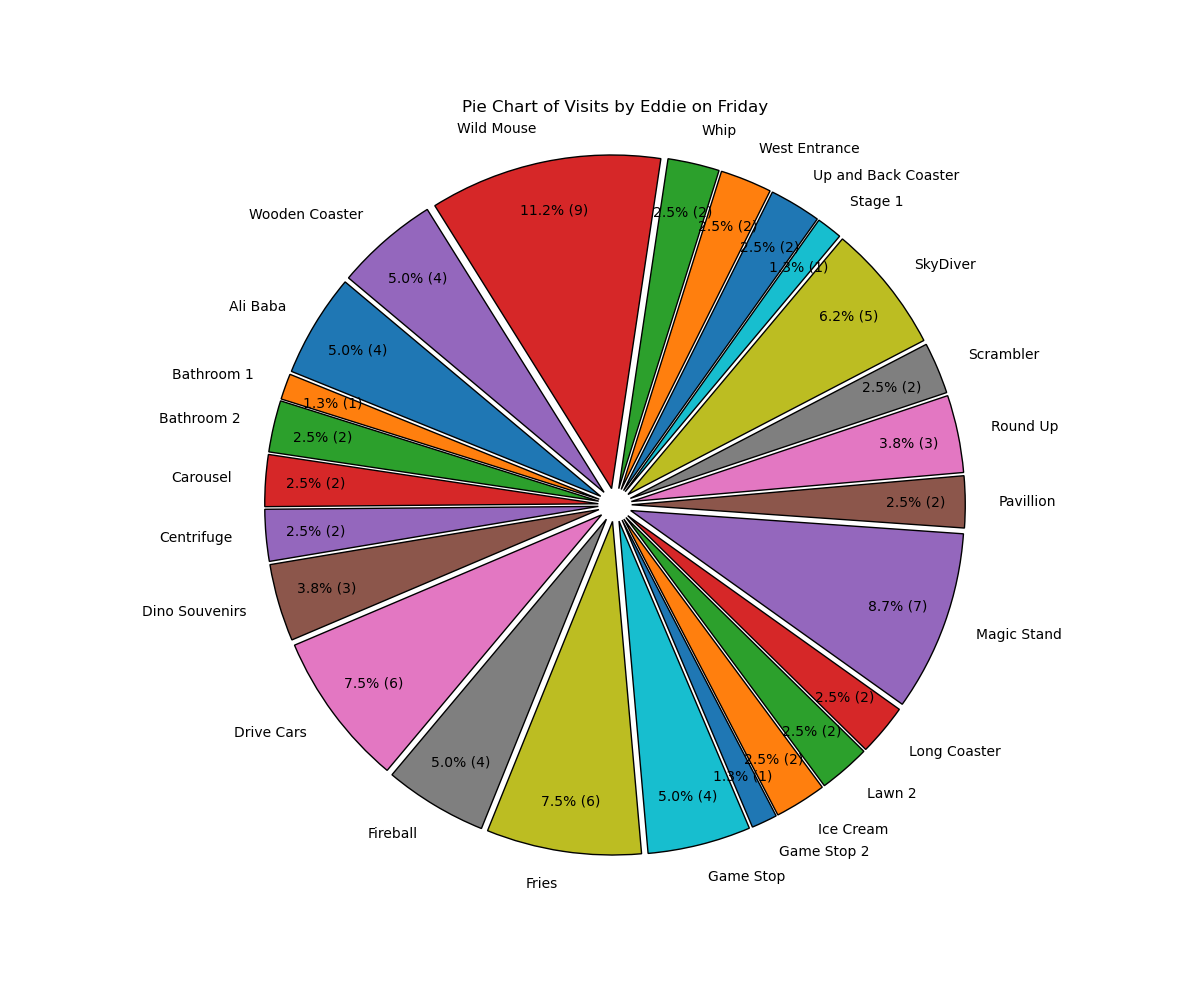 Pie Chart of Visits by Eddie on Friday
Wild Mouse
11.2% (9)
Whip
2.5% (2)
West Entrance
2.5% (2)
Up and Back Coaster
2.5% (2)
Stage 1
1.3% (1)
SkyDiver
6.2% (5)
Scrambler
2.5% (2)
Round Up
3.8% (3)
Pavillion
2.5% (2)
Magic Stand
8.7% (7)
Long Coaster
2.5% (2)
Lawn 2
2.5% (2)
Ice Cream
2.5% (2)
Game Stop 2
1.3% (1)
Game Stop
5.0% (4)
Fries
7.5% (6)
Fireball
5.0% (4)
Drive Cars
7.5% (6)
Dino Souvenirs
3.8% (3)
Centrifuge
2.5% (2)
Carousel
2.5% (2)
Bathroom 2
2.5% (2)
Bathroom 1
1.3% (1)
Ali Baba
5.0% (4)
Wooden Coaster
5.0% (4)